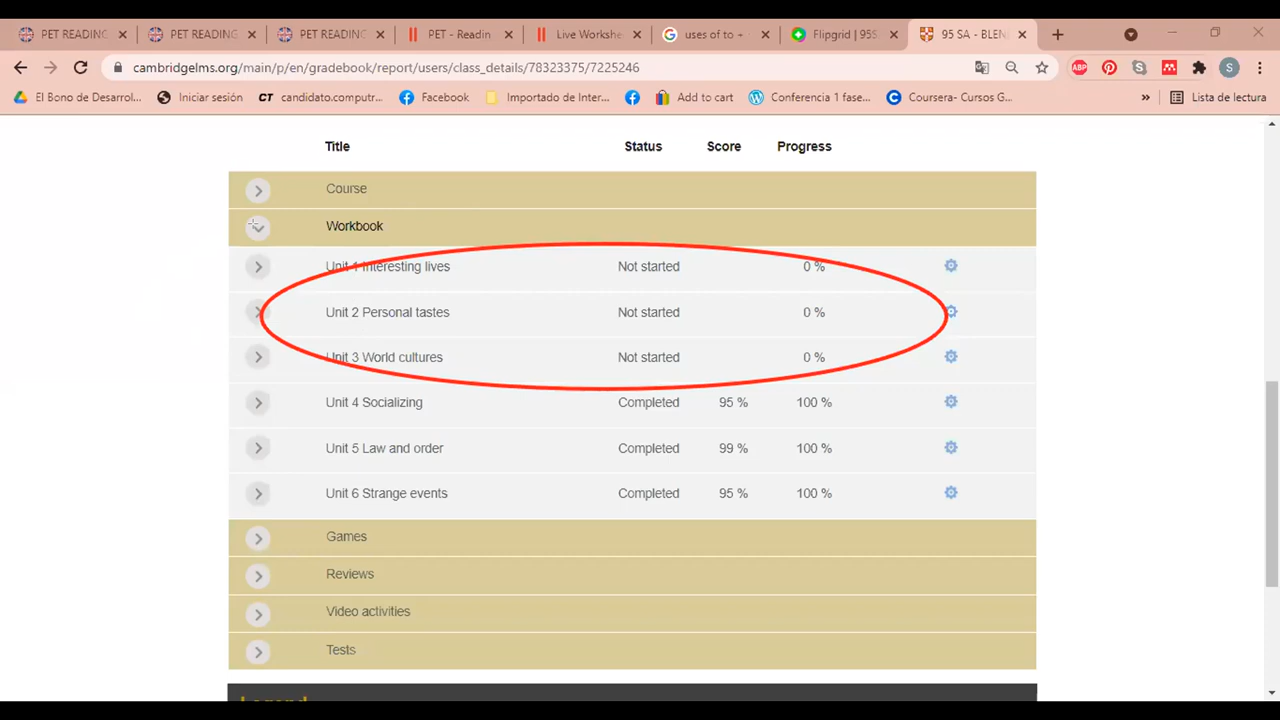 PET READING PET READING PET READING PET - Readin Live Workshe uses of to + Flipgrid | 95S 95 SA - BLEN
cambridgelms.org/main/p/en/gradebook/report/users/class_details/78323375/7225246 ABP S
El Bono de Desarrol... Iniciar sesión CT candidato.computr... Facebook Importado de Inter... Add to cart Conferencia 1 fase... C Coursera- Cursos G... » Lista de lectura
Title Status Score Progress
Course
Workbook
Unit 1 Interesting lives Not started 0 %
Unit 2 Personal tastes Not started 0 %
Unit 3 World cultures Not started 0 %
Unit 4 Socializing Completed 95 % 100 %
Unit 5 Law and order Completed 99 % 100 %
Unit 6 Strange events Completed 95 % 100 %
Games
Reviews
Video activities
Tests
Legend